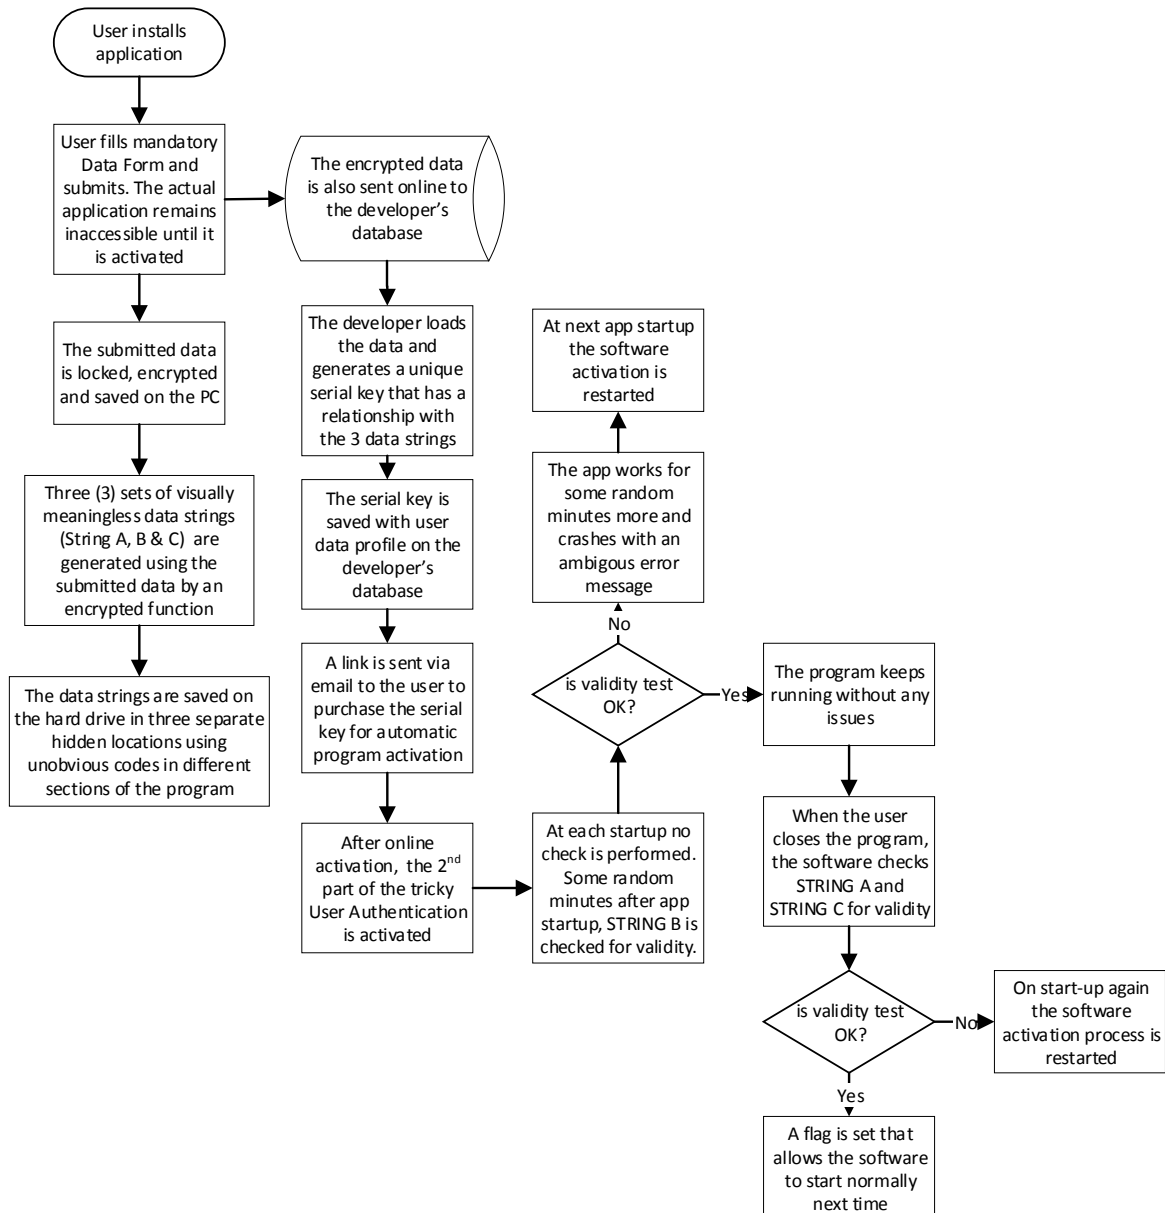 User installs
application
User fills mandatory
Data Form and
submits. The actual
application remains
inaccessible until it
is activated
The encrypted data
is also sent online to
the developer’s
database
The submitted data
is locked, encrypted
and saved on the PC
Three (3) sets of visually
meaningless data strings
(String A, B & C) are
generated using the
submitted data by an
encrypted function
The data strings are saved on
the hard drive in three separate
hidden locations using
unobvious codes in different
sections of the program
The developer loads
the data and
generates a unique
serial key that has a
relationship with
the 3 data strings
The serial key is
saved with user
data profile on the
developer’s
database
A link is sent via
email to the user to
purchase the serial
key for automatic
program activation
After online
activation, the 2nd
part of the tricky
User Authentication
is activated
At each startup no
check is performed.
Some random
minutes after app
startup, STRING B is
checked for validity.
is validity test
OK?
No
The app works for
some random
minutes more and
crashes with an
ambigous error
message
At next app startup
the software
activation is
restarted
Yes
The program keeps
running without any
issues
When the user
closes the program,
the software checks
STRING A and
STRING C for validity
is validity test
OK?
No
On start-up again
the software
activation process is
restarted
Yes
A flag is set that
allows the software
to start normally
next time